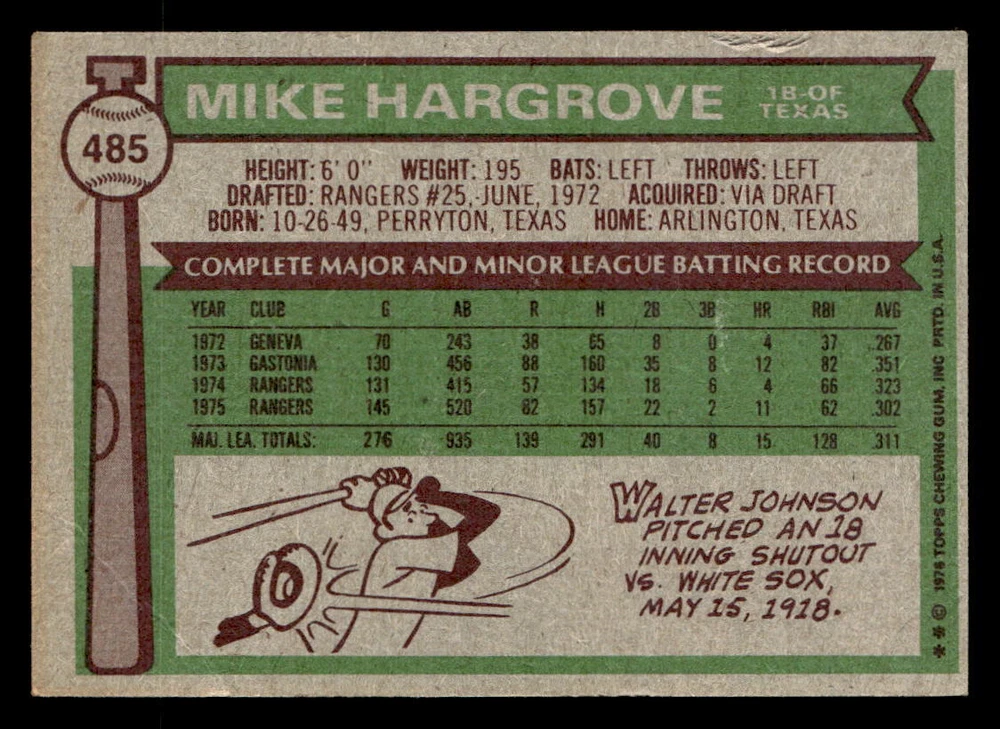 485
MIKE HARGROVE
1B-OF
TEXAS
HEIGHT: 6' 0" WEIGHT: 195 BATS: LEFT THROWS: LEFT
DRAFTED: RANGERS #25,-JUNE, 1972 ACQUIRED: VIA DRAFT
BORN: 10-26-49, PERRYTON, TEXAS HOME: ARLINGTON, TEXAS
COMPLETE MAJOR AND MINOR LEAGUE BATTING RECORD
YEAR CLUB G AB R H 2B 3B HR RBI AVG
1972 GENEVA 70 243 38 65 8 0 4 37 .267
1973 GASTONIA 130 456 88 160 35 8 12 82 .351
1974 RANGERS 131 415 57 134 18 6 4 66 .323
1975 RANGERS 145 520 82 157 22 2 11 62 .302
MAJ. LEA. TOTALS: 276 935 139 291 40 8 15 128 .311
WALTER JOHNSON
PITCHED AN 18
INNING SHUTOUT
VS. WHITE SOX,
MAY 15, 1918.
** © 1976 TOPPS CHEWING GUM, INC PRTD. IN U.S.A.